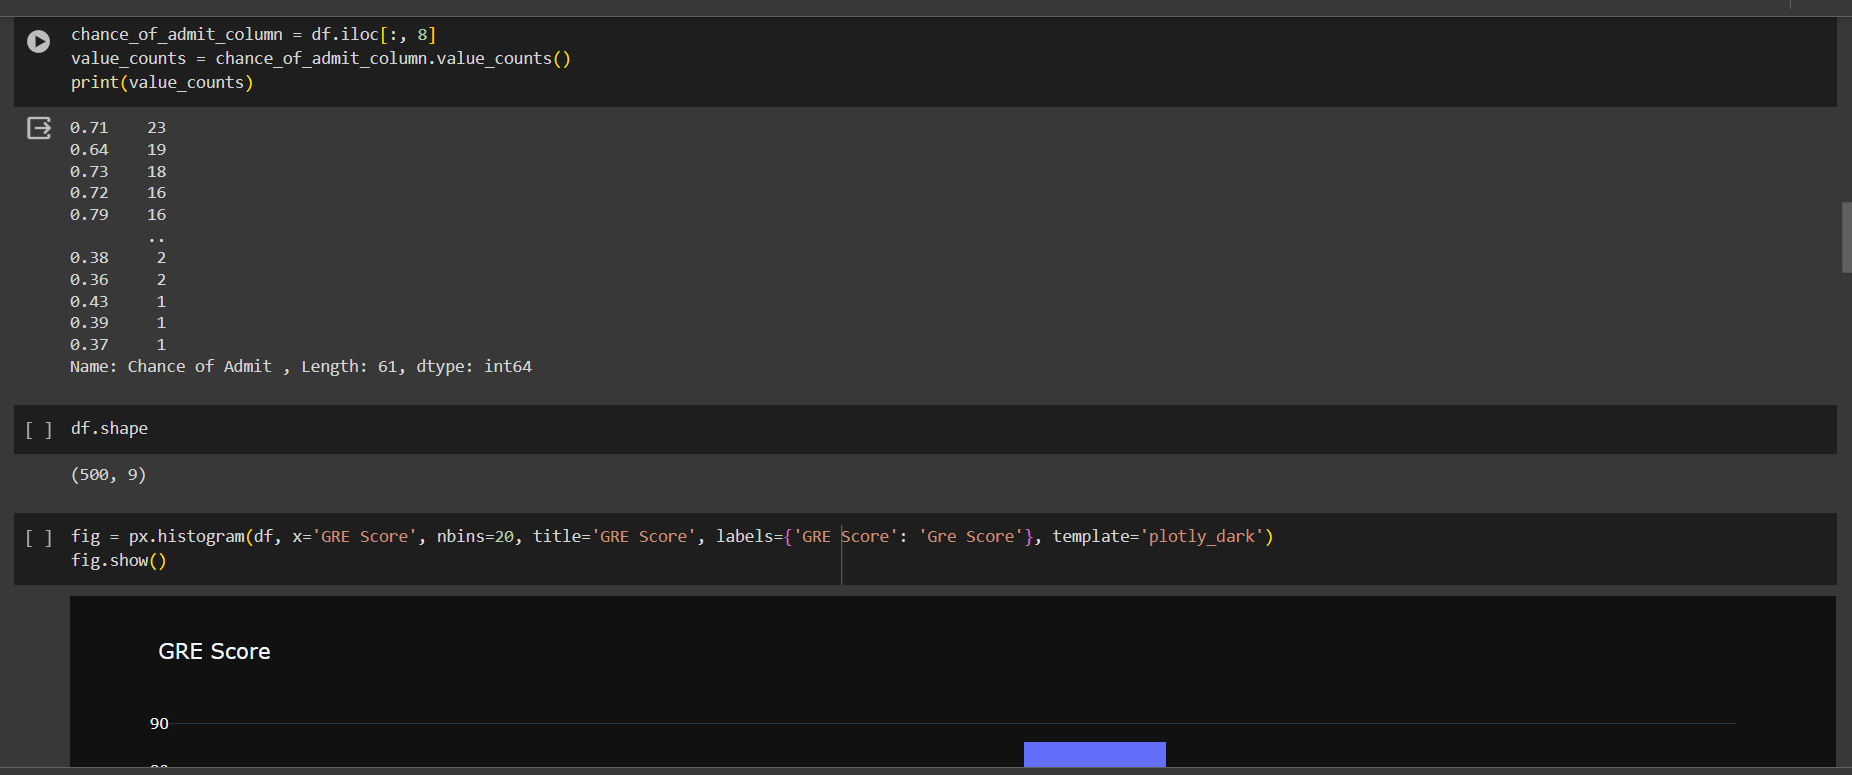 chance_of_admit_column = df.iloc[:, 8]
value_counts = chance_of_admit_column.value_counts()
print(value_counts)
0.71    23
0.64    19
0.73    18
0.72    16
0.79    16
        ..
0.38     2
0.36     2
0.43     1
0.39     1
0.37     1
Name: Chance of Admit , Length: 61, dtype: int64
[ ] df.shape
(500, 9)
[ ] fig = px.histogram(df, x='GRE Score', nbins=20, title='GRE Score', labels={'GRE Score': 'Gre Score'}, template='plotly_dark')
fig.show()
GRE Score
90